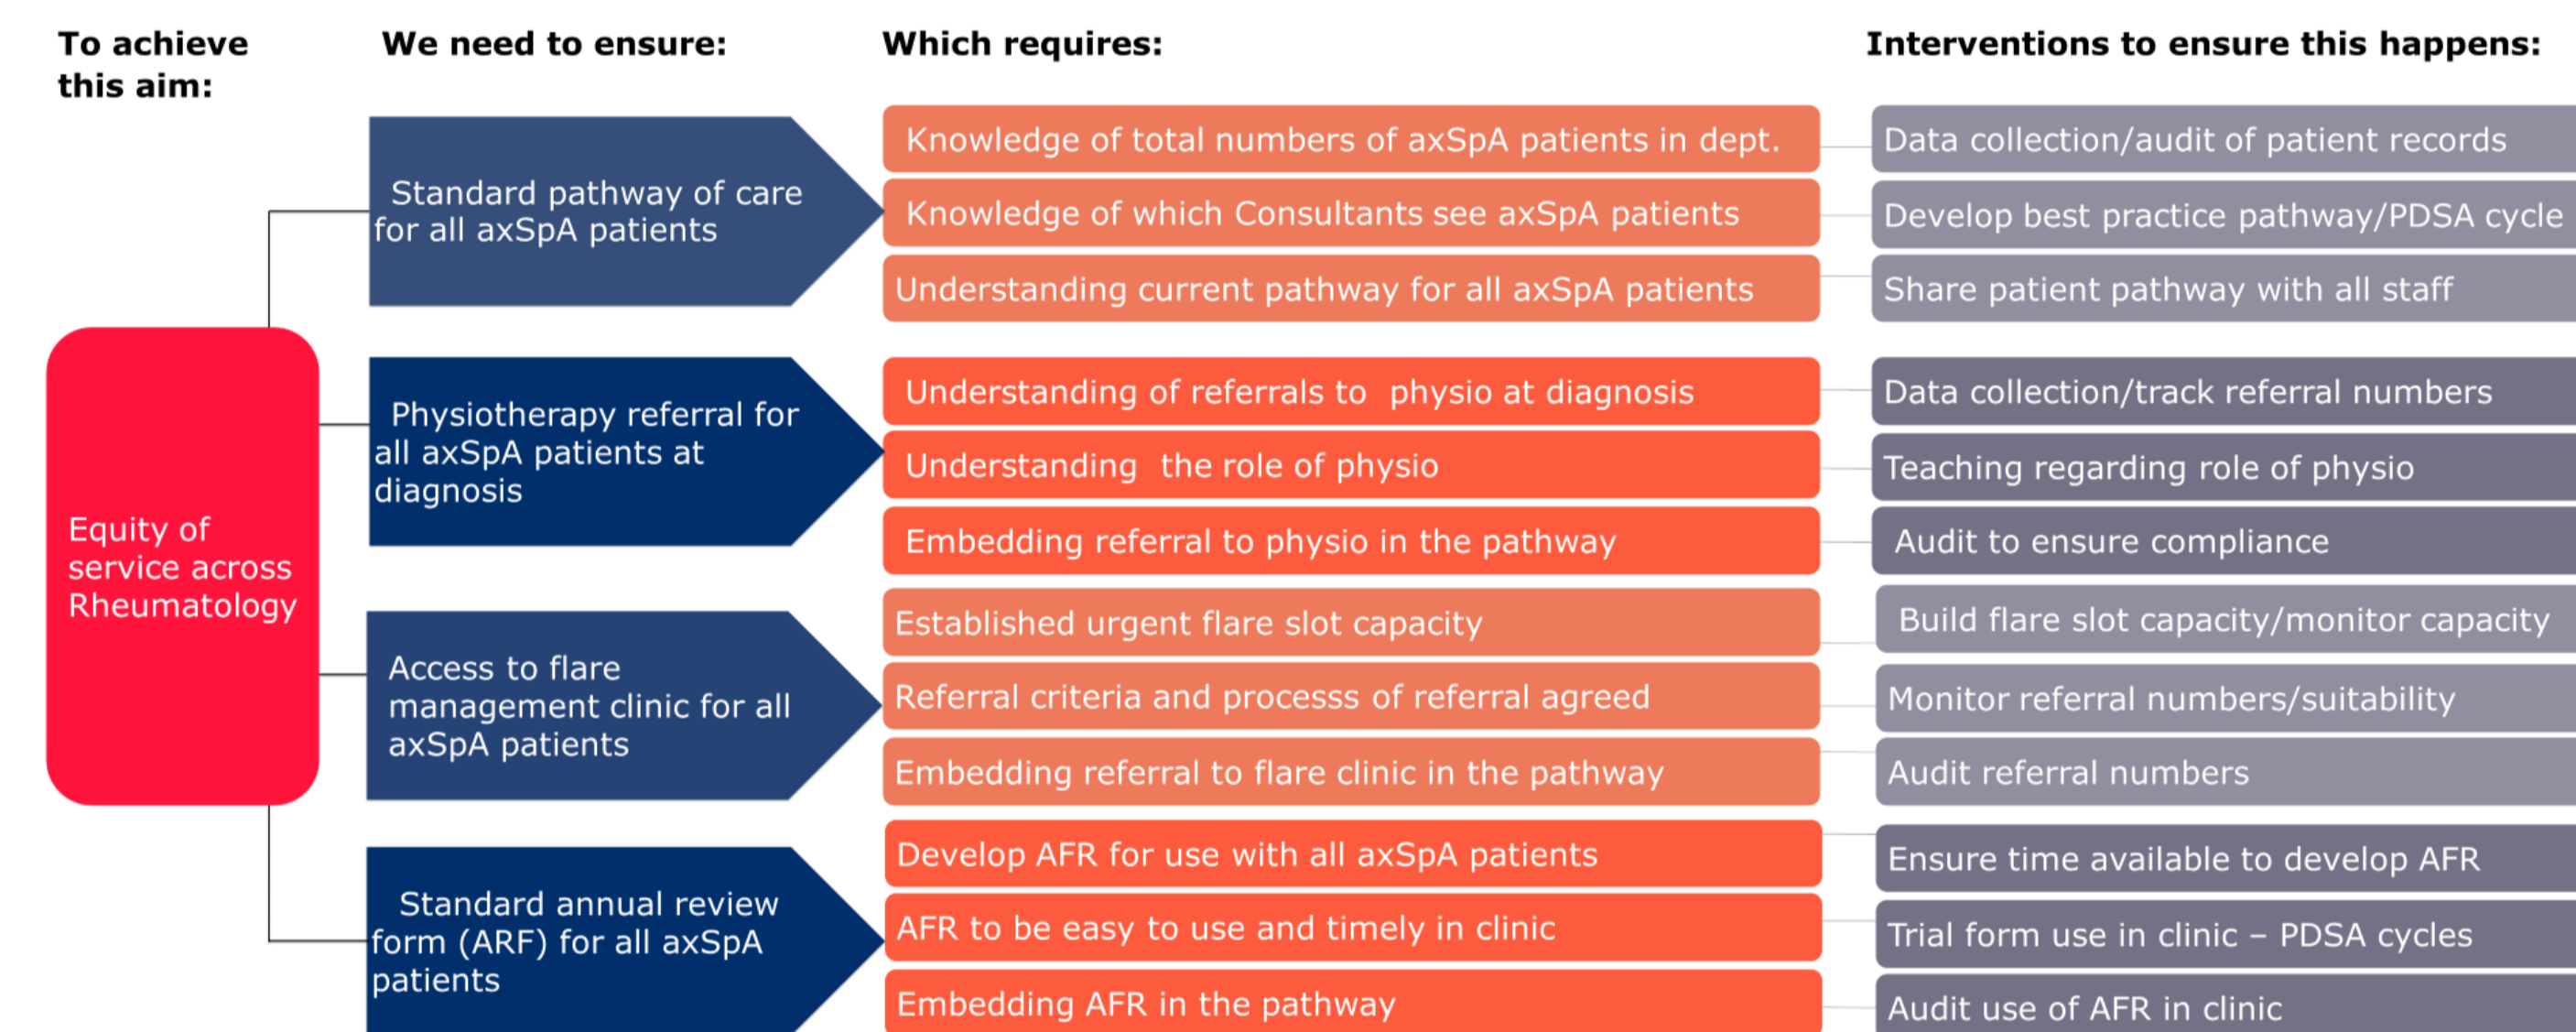 To achieve
this aim:
We need to ensure:
Which requires:
Interventions to ensure this happens:
Equity of
service across
Rheumatology
Standard pathway of care
for all axSpA patients
Knowledge of total numbers of axSpA patients in dept.
Data collection/audit of patient records
Knowledge of which Consultants see axSpA patients
Develop best practice pathway/PDSA cycle
Understanding current pathway for all axSpA patients
Share patient pathway with all staff
Physiotherapy referral for
all axSpA patients at
diagnosis
Understanding of referrals to physio at diagnosis
Data collection/track referral numbers
Understanding the role of physio
Teaching regarding role of physio
Embedding referral to physio in the pathway
Audit to ensure compliance
Access to flare
management clinic for all
axSpA patients
Established urgent flare slot capacity
Build flare slot capacity/monitor capacity
Referral criteria and processs of referral agreed
Monitor referral numbers/suitability
Embedding referral to flare clinic in the pathway
Audit referral numbers
Standard annual review
form (ARF) for all axSpA
patients
Develop AFR for use with all axSpA patients
Ensure time available to develop AFR
AFR to be easy to use and timely in clinic
Trial form use in clinic – PDSA cycles
Embedding AFR in the pathway
Audit use of AFR in clinic